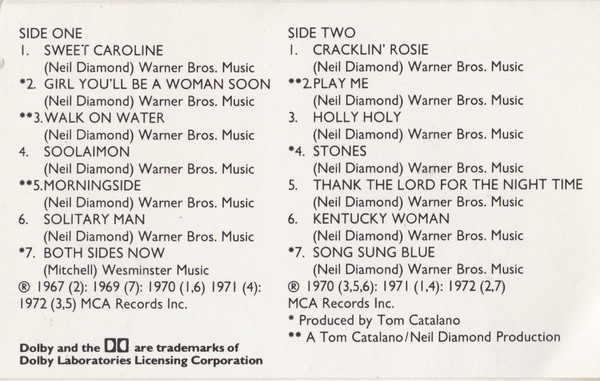 SIDE ONE
1. SWEET CAROLINE
(Neil Diamond) Warner Bros. Music
*2. GIRL YOU'LL BE A WOMAN SOON
(Neil Diamond) Warner Bros. Music
**3. WALK ON WATER
(Neil Diamond) Warner Bros. Music
4. SOOLAIMON
(Neil Diamond) Warner Bros. Music
**5. MORNINGSIDE
(Neil Diamond) Warner Bros. Music
6. SOLITARY MAN
(Neil Diamond) Warner Bros. Music
*7. BOTH SIDES NOW
(Mitchell) Wesminster Music
® 1967 (2): 1969 (7): 1970 (1,6) 1971 (4):
1972 (3,5) MCA Records Inc.
Dolby and the DD are trademarks of
Dolby Laboratories Licensing Corporation
SIDE TWO
1. CRACKLIN' ROSIE
(Neil Diamond) Warner Bros. Music
**2. PLAY ME
(Neil Diamond) Warner Bros. Music
3. HOLLY HOLY
(Neil Diamond) Warner Bros. Music
*4. STONES
(Neil Diamond) Warner Bros. Music
5. THANK THE LORD FOR THE NIGHT TIME
(Neil Diamond) Warner Bros. Music
6. KENTUCKY WOMAN
(Neil Diamond) Warner Bros. Music
*7. SONG SUNG BLUE
(Neil Diamond) Warner Bros. Music
® 1970 (3,5,6): 1971 (1,4): 1972 (2,7)
MCA Records Inc.
* Produced by Tom Catalano
** A Tom Catalano/Neil Diamond Production